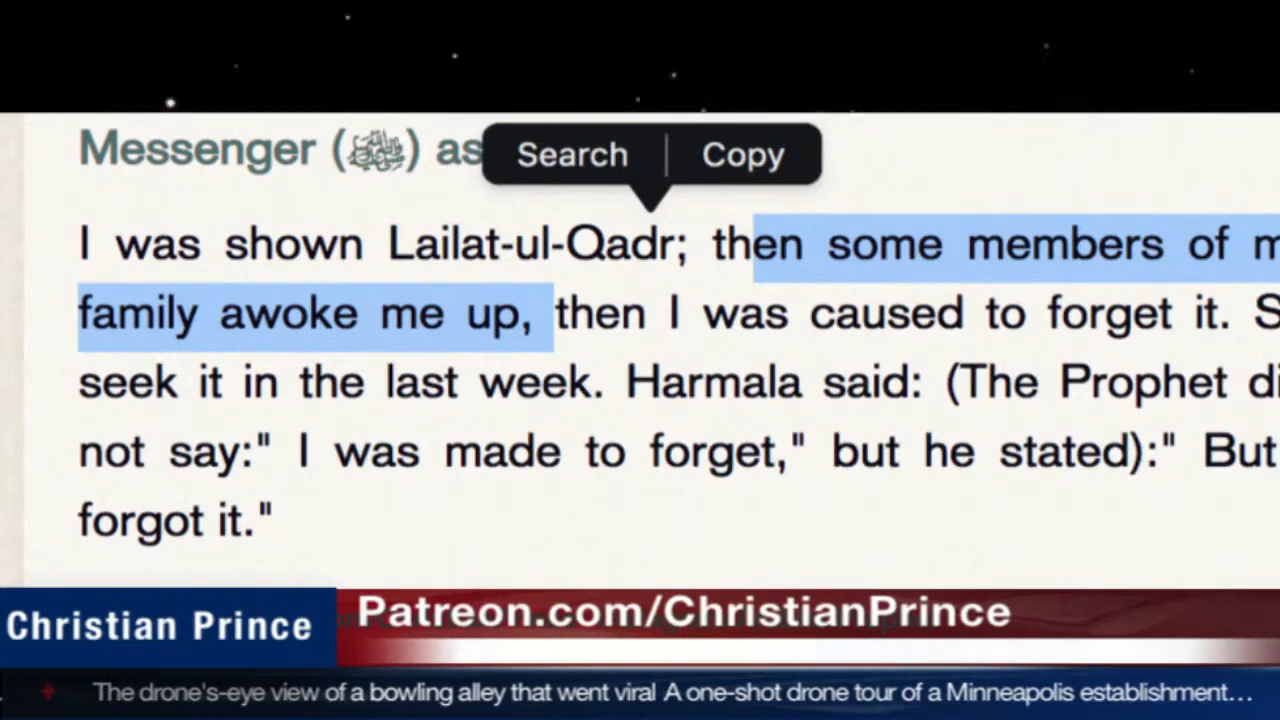 Messenger (ﷺ) as
Search | Copy
I was shown Lailat-ul-Qadr; then some members of m
family awoke me up, then I was caused to forget it. S
seek it in the last week. Harmala said: (The Prophet di
not say:" I was made to forget," but he stated):" But
forgot it."
Christian Prince
Patreon.com/ChristianPrince
The drone's-eye view of a bowling alley that went viral A one-shot drone tour of a Minneapolis establishment…